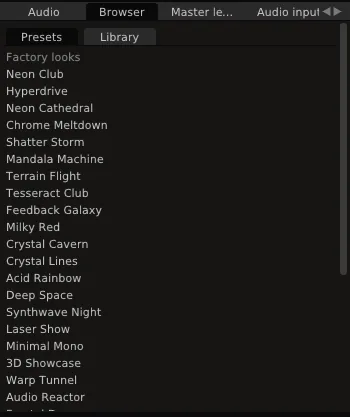 Audio Browser Master le... Audio input
Presets Library
Factory looks
Neon Club
Hyperdrive
Neon Cathedral
Chrome Meltdown
Shatter Storm
Mandala Machine
Terrain Flight
Tesseract Club
Feedback Galaxy
Milky Red
Crystal Cavern
Crystal Lines
Acid Rainbow
Deep Space
Synthwave Night
Laser Show
Minimal Mono
3D Showcase
Warp Tunnel
Audio Reactor